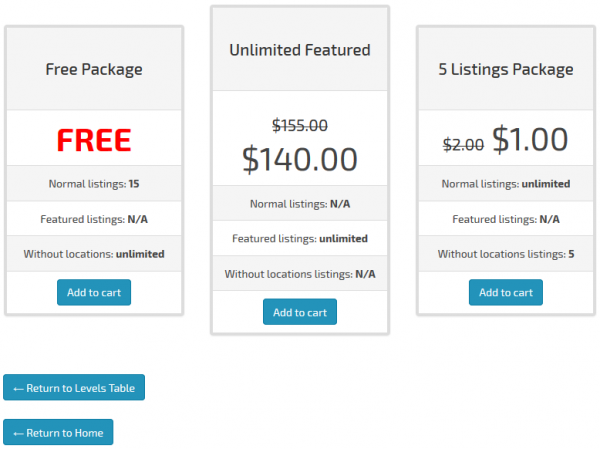 Free Package
FREE
Normal listings: 15
Featured listings: N/A
Without locations: unlimited
Add to cart
Unlimited Featured
$155.00
$140.00
Normal listings: N/A
Featured listings: unlimited
Without locations listings: N/A
Add to cart
5 Listings Package
$2.00 $1.00
Normal listings: unlimited
Featured listings: N/A
Without locations listings: 5
Add to cart
← Return to Levels Table
← Return to Home